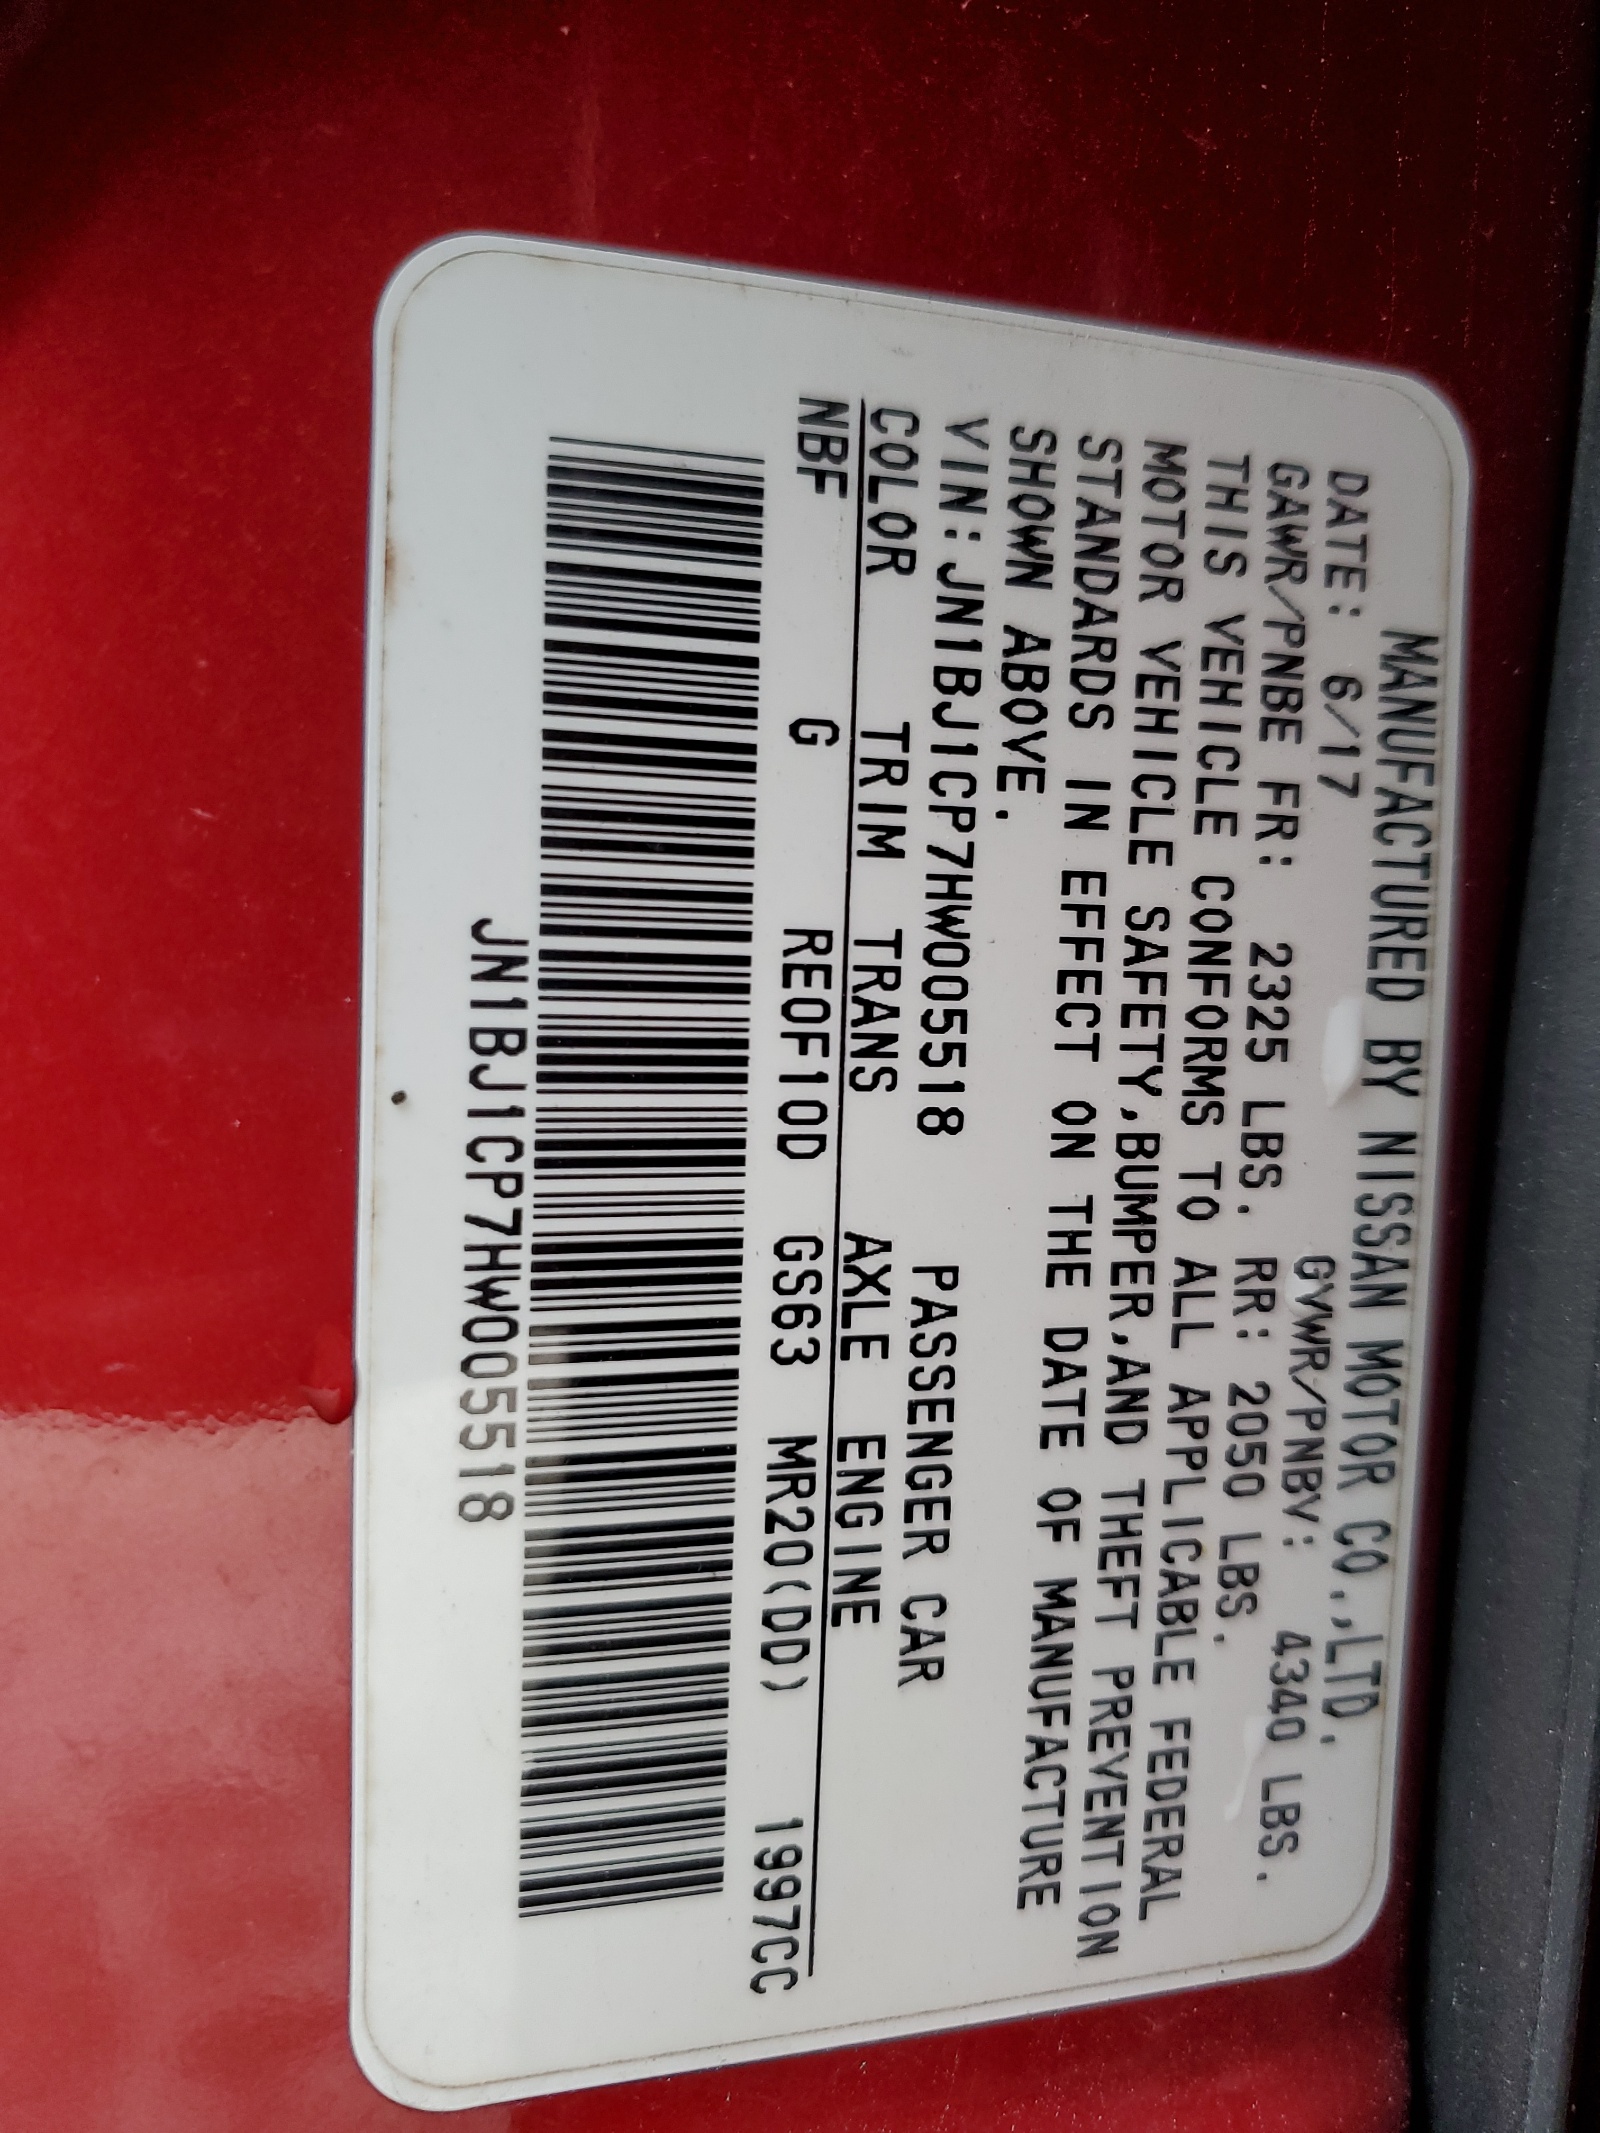 MANUFACTURED BY NISSAN MOTOR CO.,LTD.
DATE: 6/17 GVWR/PNBV: 4340 LBS.
GAWR/PNBE FR: 2325 LBS. RR: 2050 LBS.
THIS VEHICLE CONFORMS TO ALL APPLICABLE FEDERAL
MOTOR VEHICLE SAFETY,BUMPER,AND THEFT PREVENTION
STANDARDS IN EFFECT ON THE DATE OF MANUFACTURE
SHOWN ABOVE.
VIN:JN1BJ1CP7HW005518 PASSENGER CAR
COLOR TRIM TRANS AXLE ENGINE
NBF G RE0F10D GS63 MR20(DD) 1997CC
JN1BJ1CP7HW005518